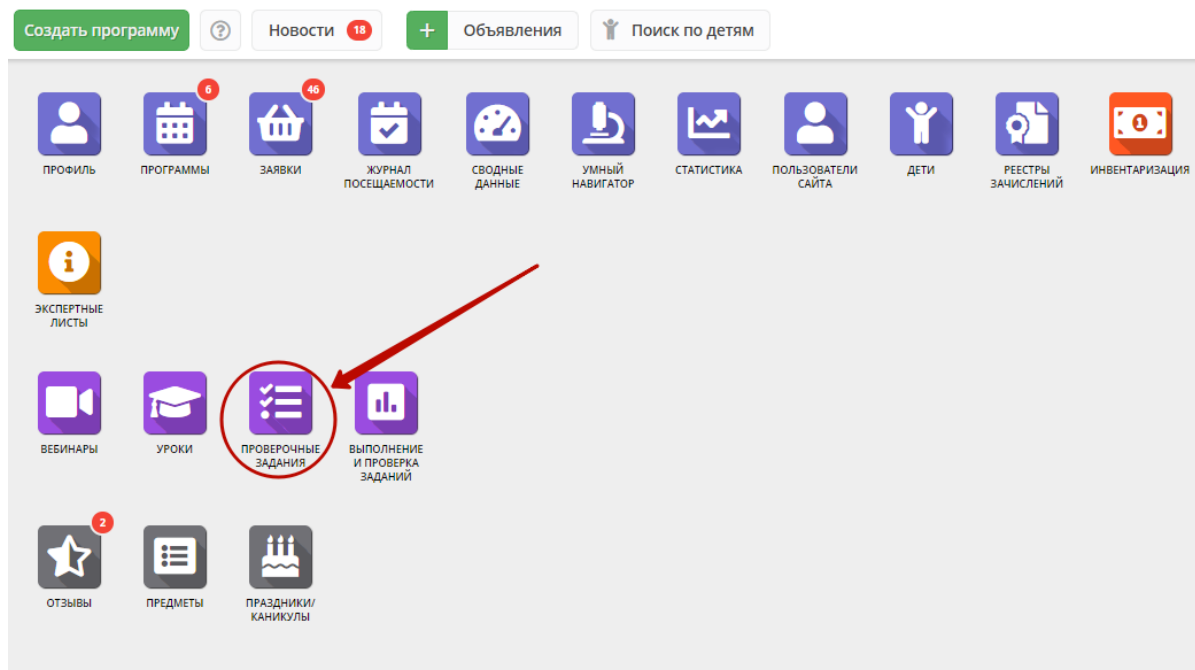 Создать программу ? Новости 18 + Объявления Поиск по детям
6 46
ПРОФИЛЬ ПРОГРАММЫ ЗАЯВКИ ЖУРНАЛ СВОДНЫЕ УМНЫЙ СТАТИСТИКА ПОЛЬЗОВАТЕЛИ ДЕТИ РЕЕСТРЫ ИНВЕНТАРИЗАЦИЯ
ПОСЕЩАЕМОСТИ ДАННЫЕ НАВИГАТОР САЙТА ЗАЧИСЛЕНИЙ
ЭКСПЕРТНЫЕ
ЛИСТЫ
ВЕБИНАРЫ УРОКИ ПРОВЕРОЧНЫЕ ВЫПОЛНЕНИЕ
ЗАДАНИЯ И ПРОВЕРКА
ЗАДАНИЙ
2
ОТЗЫВЫ ПРЕДМЕТЫ ПРАЗДНИКИ/
КАНИКУЛЫ